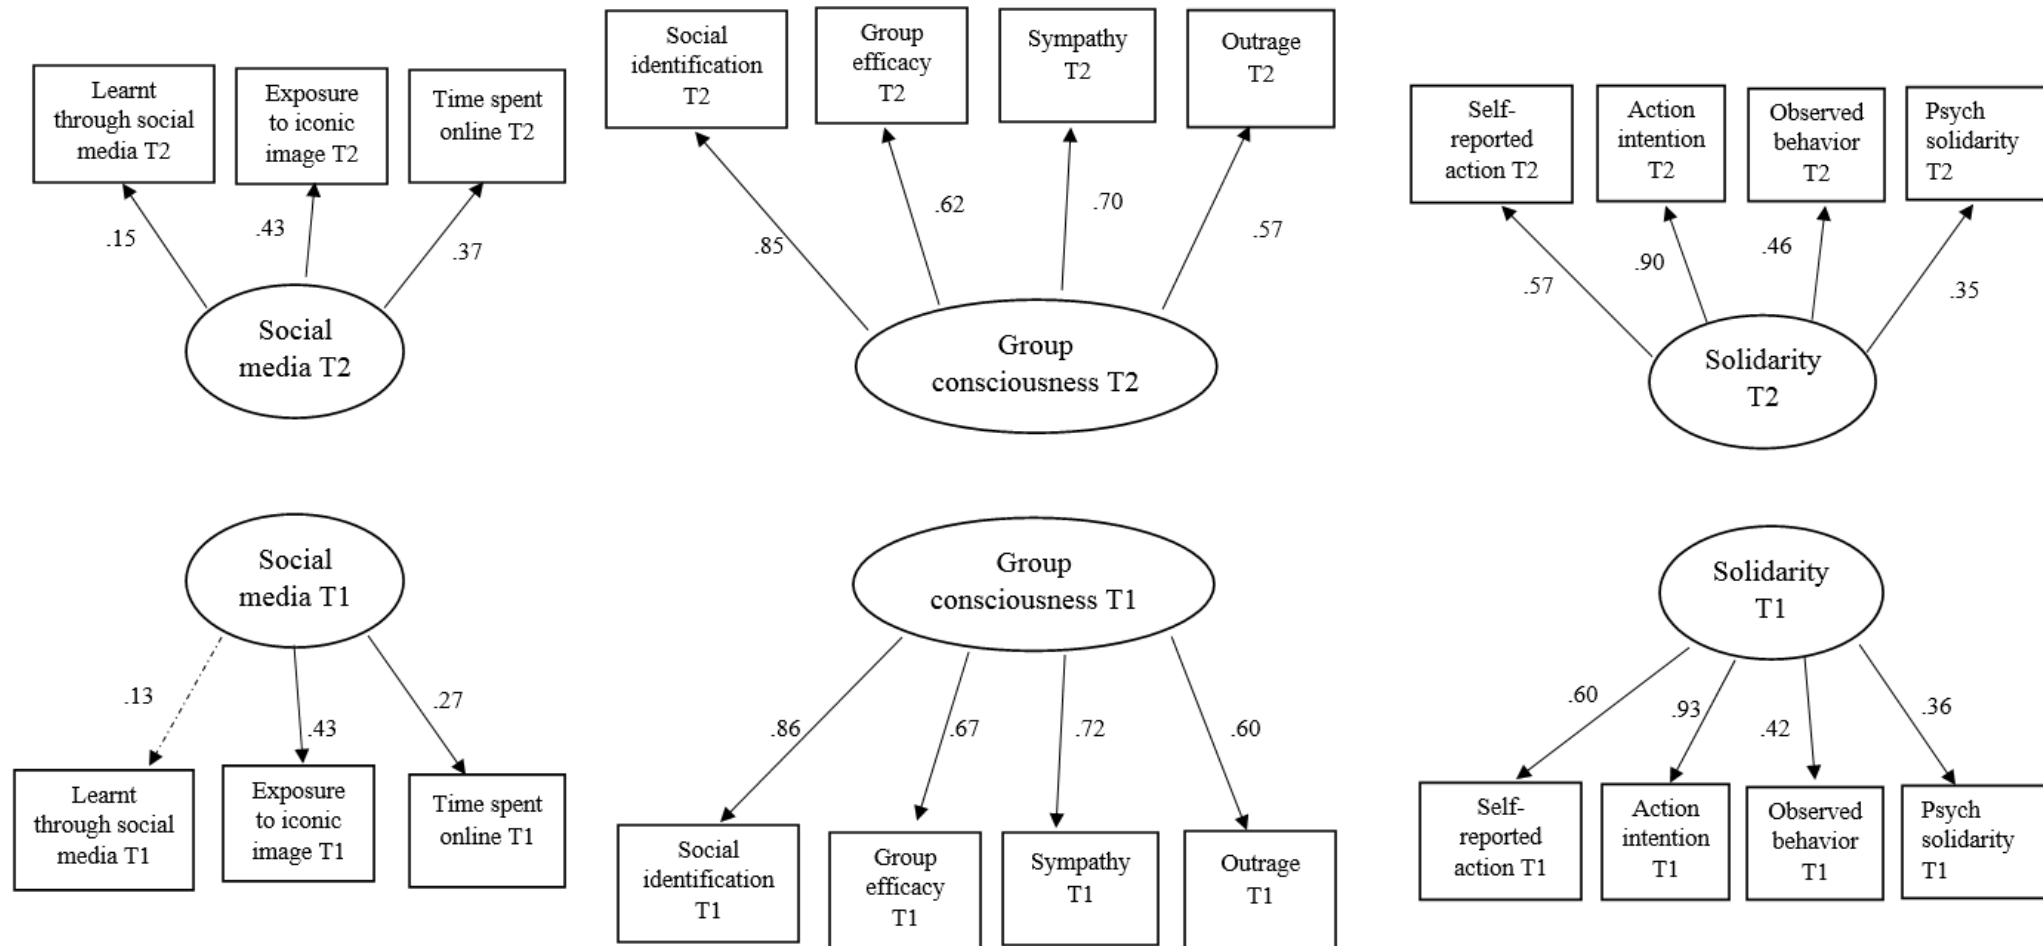 Learnt
through social
media T2
Exposure
to iconic
image T2
Time spent
online T2
.15
.43
.37
Social
media T2
Social
identification
T2
Group
efficacy
T2
Sympathy
T2
Outrage
T2
.85
.62
.70
.57
Group
consciousness T2
Self-
reported
action T2
Action
intention
T2
Observed
behavior
T2
Psych
solidarity
T2
.57
.90
.46
.35
Solidarity
T2
Social
media T1
.13
.43
.27
Learnt
through social
media T1
Exposure
to iconic
image T1
Time spent
online T1
Group
consciousness T1
.86
.67
.72
.60
Social
identification
T1
Group
efficacy
T1
Sympathy
T1
Outrage
T1
Solidarity
T1
.60
.93
.42
.36
Self-
reported
action T1
Action
intention
T1
Observed
behavior
T1
Psych
solidarity
T1